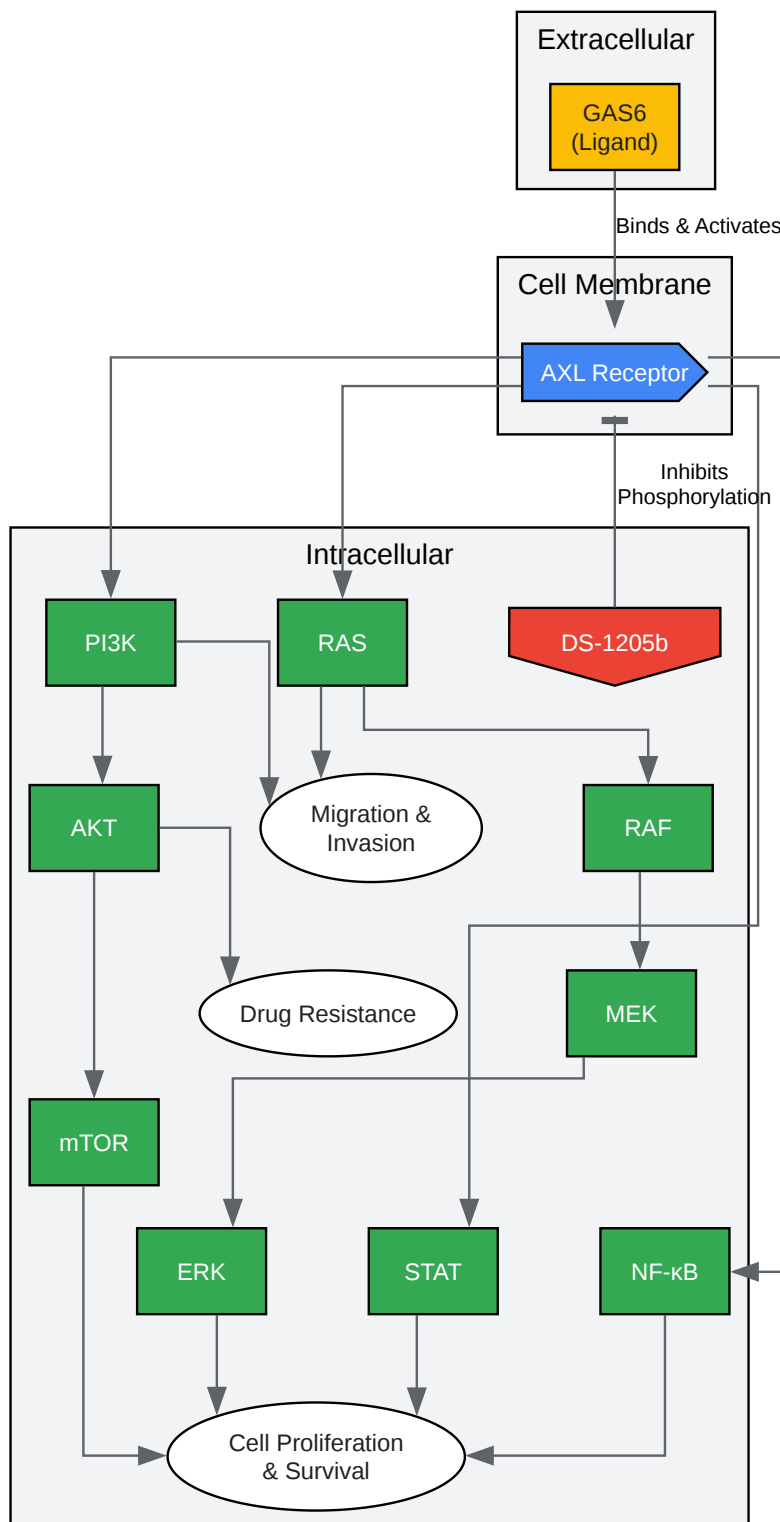 Extracellular
GAS6
(Ligand)
Binds & Activates
Cell Membrane
AXL Receptor
Inhibits
Phosphorylation
Intracellular
PI3K
RAS
DS-1205b
AKT
Migration &
Invasion
RAF
Drug Resistance
MEK
mTOR
ERK
STAT
NF-κB
Cell Proliferation
& Survival